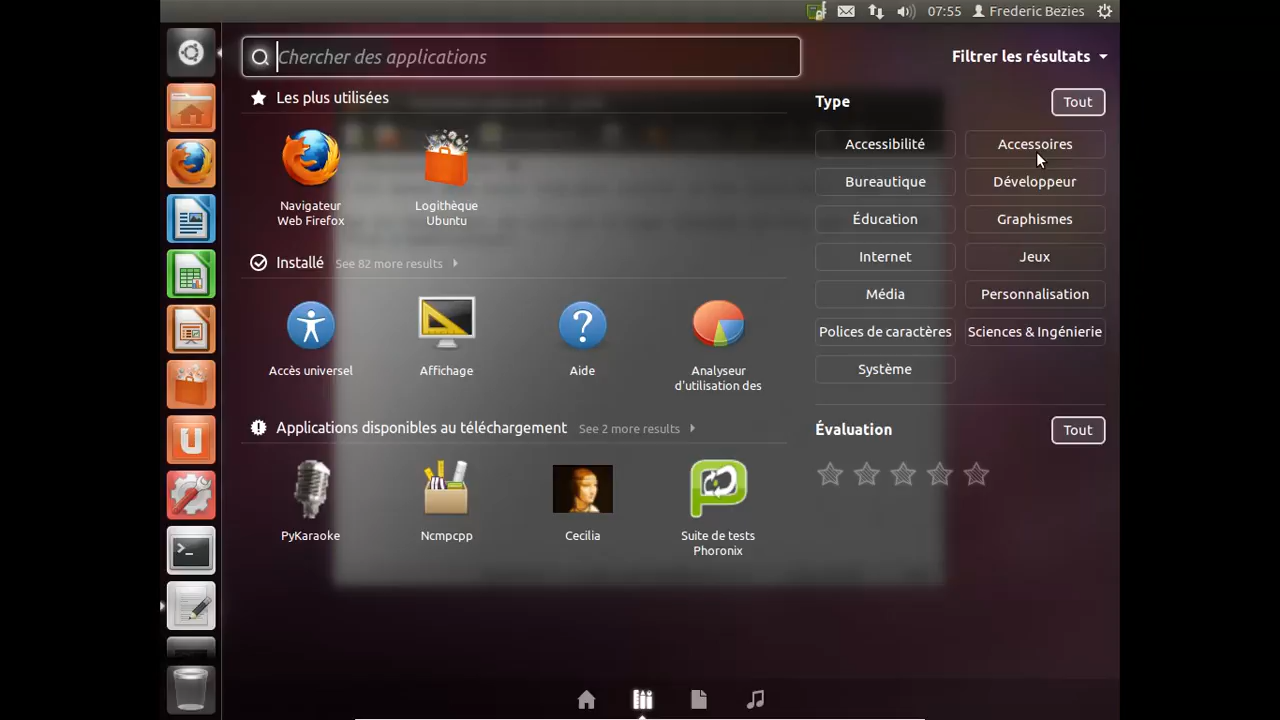 07:55 Frederic Bezies
Chercher des applications
Filtrer les résultats
Les plus utilisées
Navigateur
Web Firefox
Logithèque
Ubuntu
Installé See 82 more results
Accès universel
Affichage
Aide
Analyseur
d'utilisation des
Applications disponibles au téléchargement See 2 more results
PyKaraoke
Ncmpcpp
Cecilia
Suite de tests
Phoronix
Type Tout
Accessibilité Accessoires
Bureautique Développeur
Éducation Graphismes
Internet Jeux
Média Personnalisation
Polices de caractères Sciences & Ingénierie
Système
Évaluation Tout